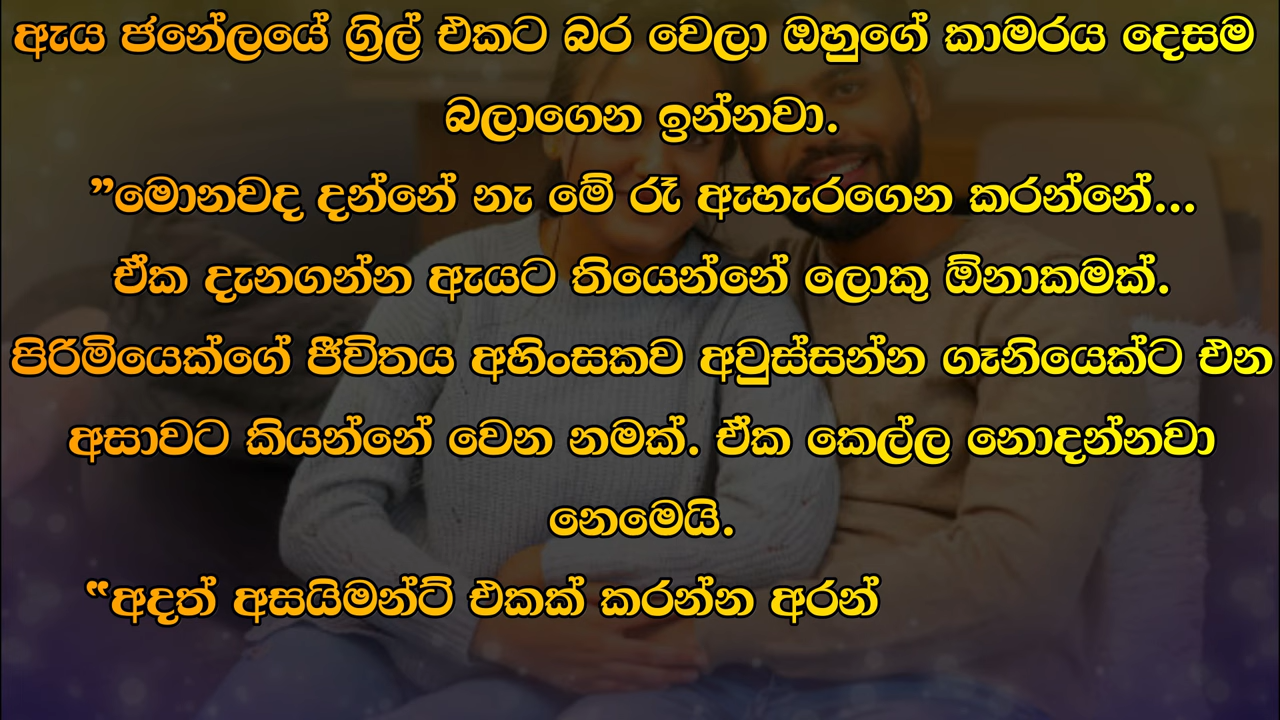 ඇය ජනේලයේ ග්‍රිල් එකට බර වෙලා ඔහුගේ කාමරය දෙසම
බලාගෙන ඉන්නවා.
”මොනවද දන්නේ නැ මේ රෑ ඇහැරගෙන කරන්නේ...
ඒක දැනගන්න ඇයට තියෙන්නේ ලොකු ඕනාකමක්.
පිරිමියෙක්ගේ ජීවිතය අහිංසකව අවුස්සන්න ගෑනියෙක්ට එන
අසාවට කියන්නේ වෙන නමක්. ඒක කෙල්ල නොදන්නවා
නෙමෙයි.
“අදත් අසයිමන්ට් එකක් කරන්න අරන්